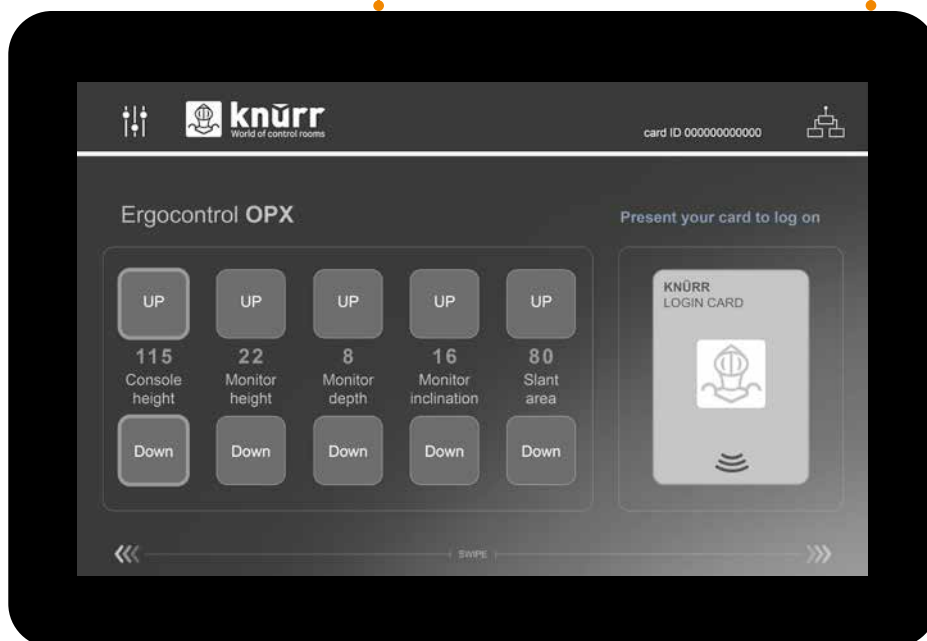 knürr
World of control rooms
card ID 000000000000
Ergocontrol OPX
Present your card to log on
UP UP UP UP UP
115 22 8 16 80
Console Monitor Monitor Monitor Slant
height height depth inclination area
Down Down Down Down Down
KNÜRR
LOGIN CARD
SWIPE